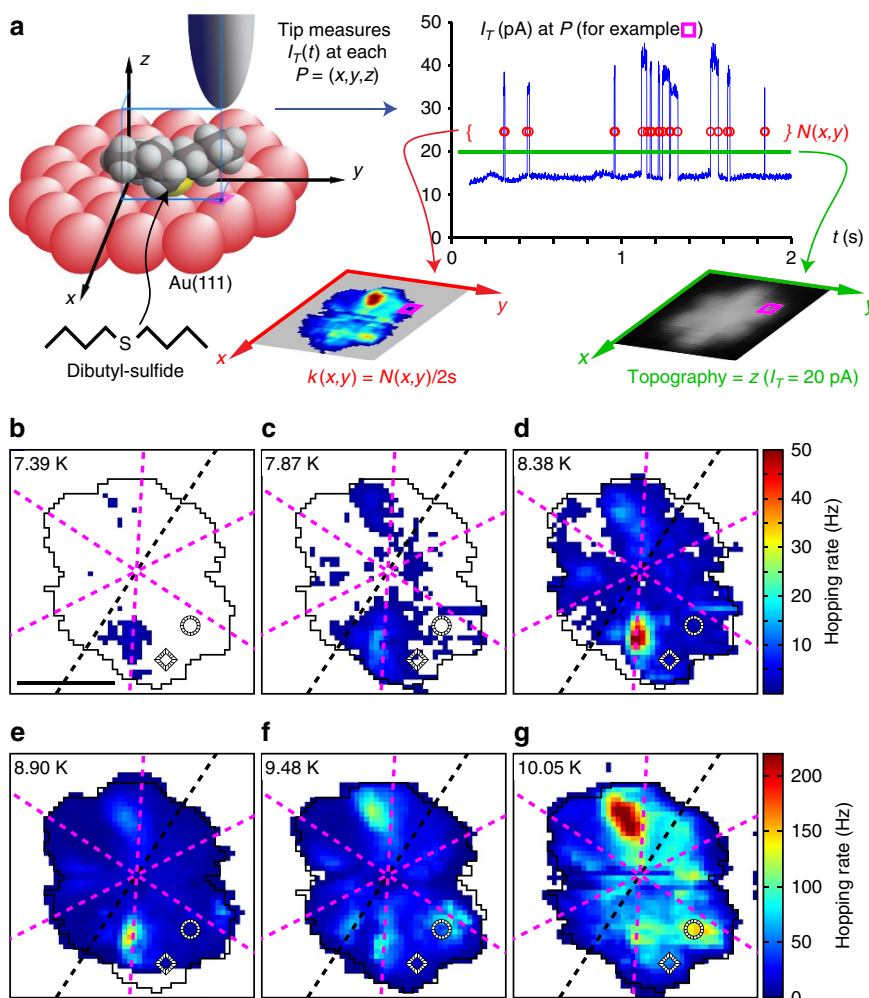 a
Tip measures
I_T(t) at each
P = (x,y,z)
z
y
x
Au(111)
S
Dibutyl-sulfide
I_T (pA) at P (for example )
50
40
30
20
10
0
{ } N(x,y)
0 1 2
t (s)
y
x
k(x,y) = N(x,y)/2s
y
x
Topography = z (I_T = 20 pA)
b
7.39 K
c
7.87 K
d
8.38 K
50
40
30
20
10
Hopping rate (Hz)
e
8.90 K
f
9.48 K
g
10.05 K
200
150
100
50
0
Hopping rate (Hz)